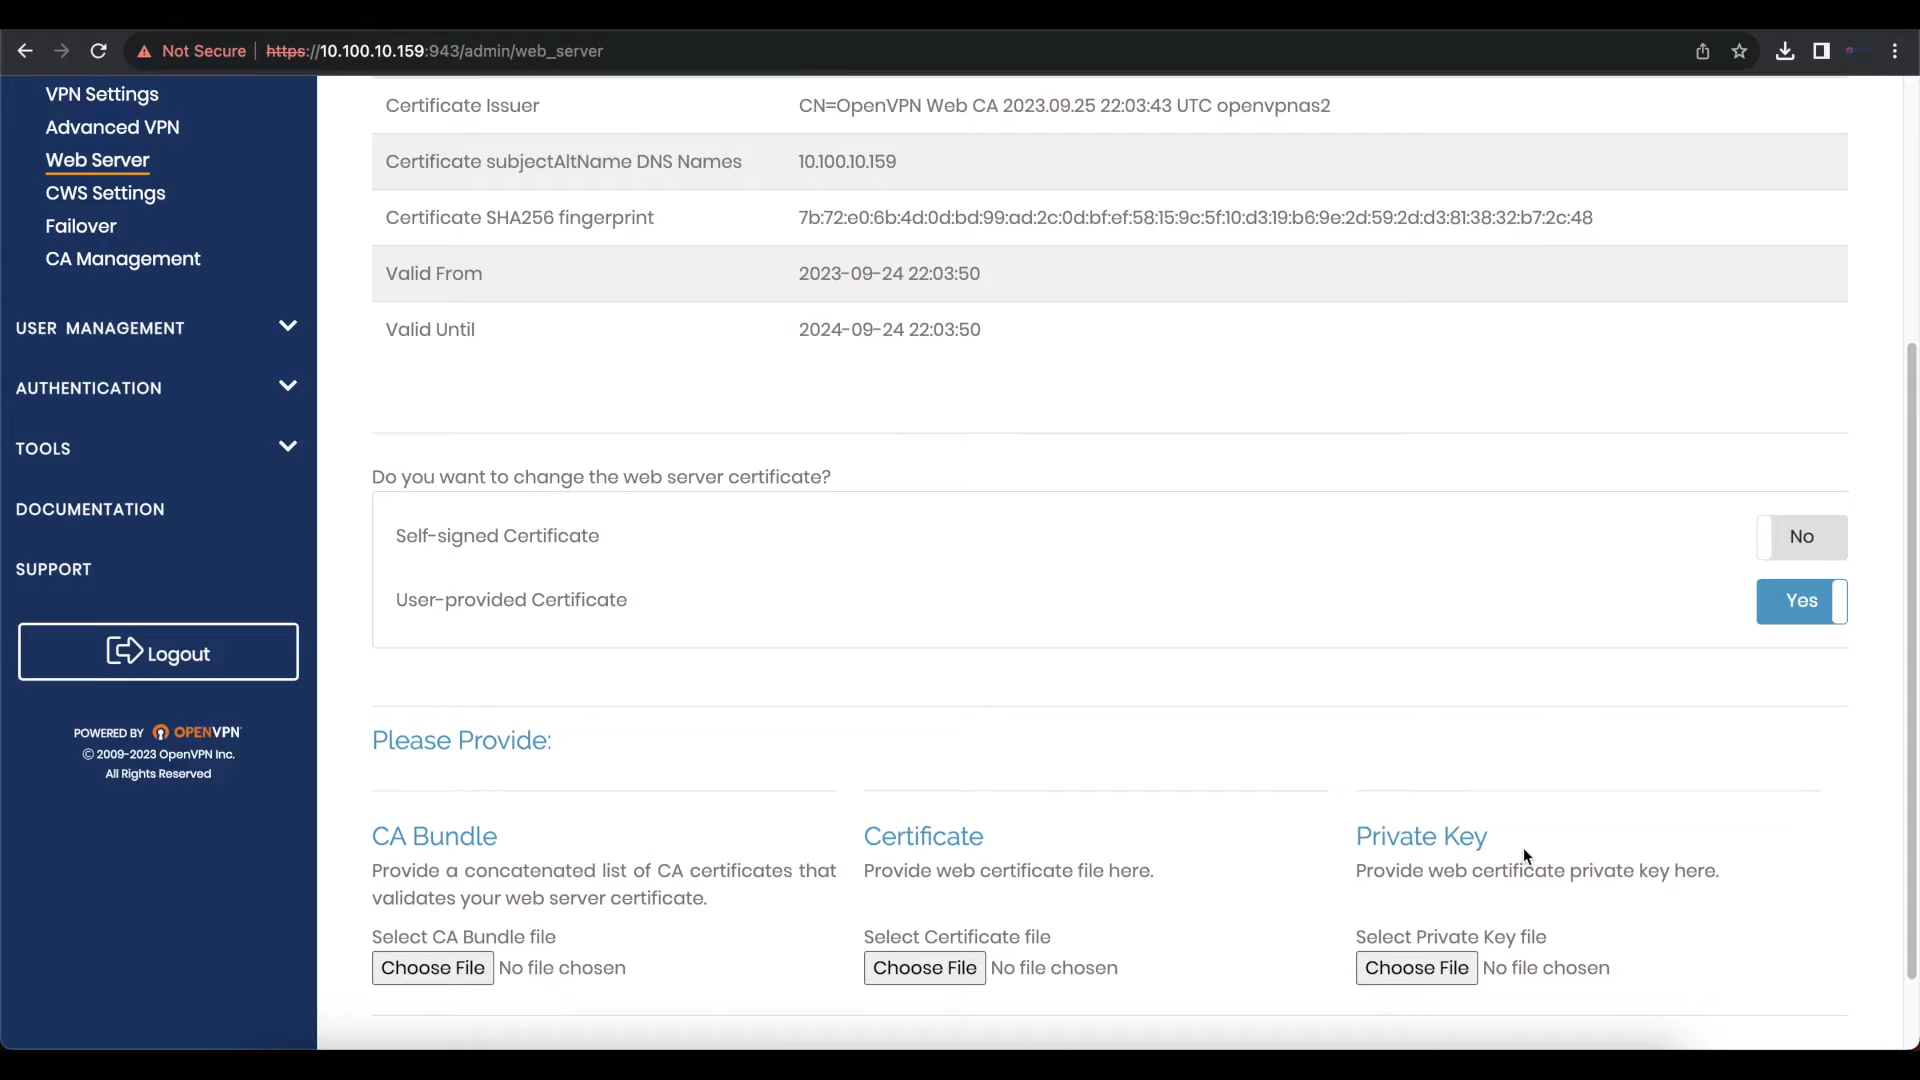 Not Secure https://10.100.10.159:943/admin/web_server
VPN Settings
Advanced VPN
Web Server
CWS Settings
Failover
CA Management
USER MANAGEMENT
AUTHENTICATION
TOOLS
DOCUMENTATION
SUPPORT
Logout
POWERED BY OPENVPN
© 2009-2023 OpenVPN Inc.
All Rights Reserved
Certificate Issuer CN=OpenVPN Web CA 2023.09.25 22:03:43 UTC openvpnas2
Certificate subjectAltName DNS Names 10.100.10.159
Certificate SHA256 fingerprint 7b:72:e0:6b:4d:0d:bd:99:ad:2c:0d:bf:ef:58:15:9c:5f:10:d3:19:b6:9e:2d:59:2d:d3:81:38:32:b7:2c:48
Valid From 2023-09-24 22:03:50
Valid Until 2024-09-24 22:03:50
Do you want to change the web server certificate?
Self-signed Certificate No
User-provided Certificate Yes
Please Provide:
CA Bundle
Provide a concatenated list of CA certificates that
validates your web server certificate.
Select CA Bundle file
Choose File No file chosen
Certificate
Provide web certificate file here.
Select Certificate file
Choose File No file chosen
Private Key
Provide web certificate private key here.
Select Private Key file
Choose File No file chosen